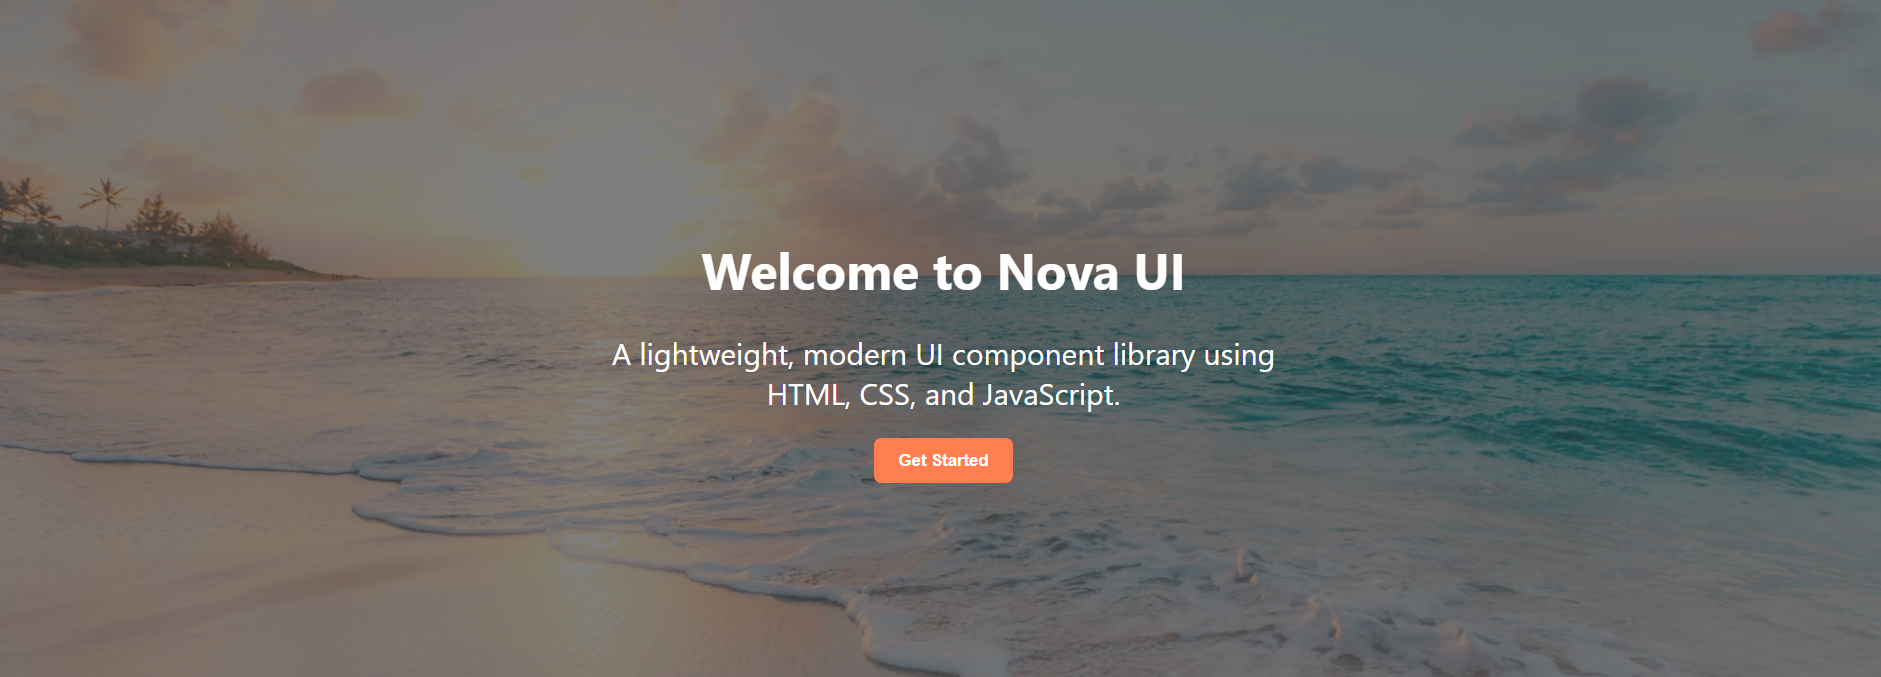 Welcome to Nova UI
A lightweight, modern UI component library using
HTML, CSS, and JavaScript.
Get Started